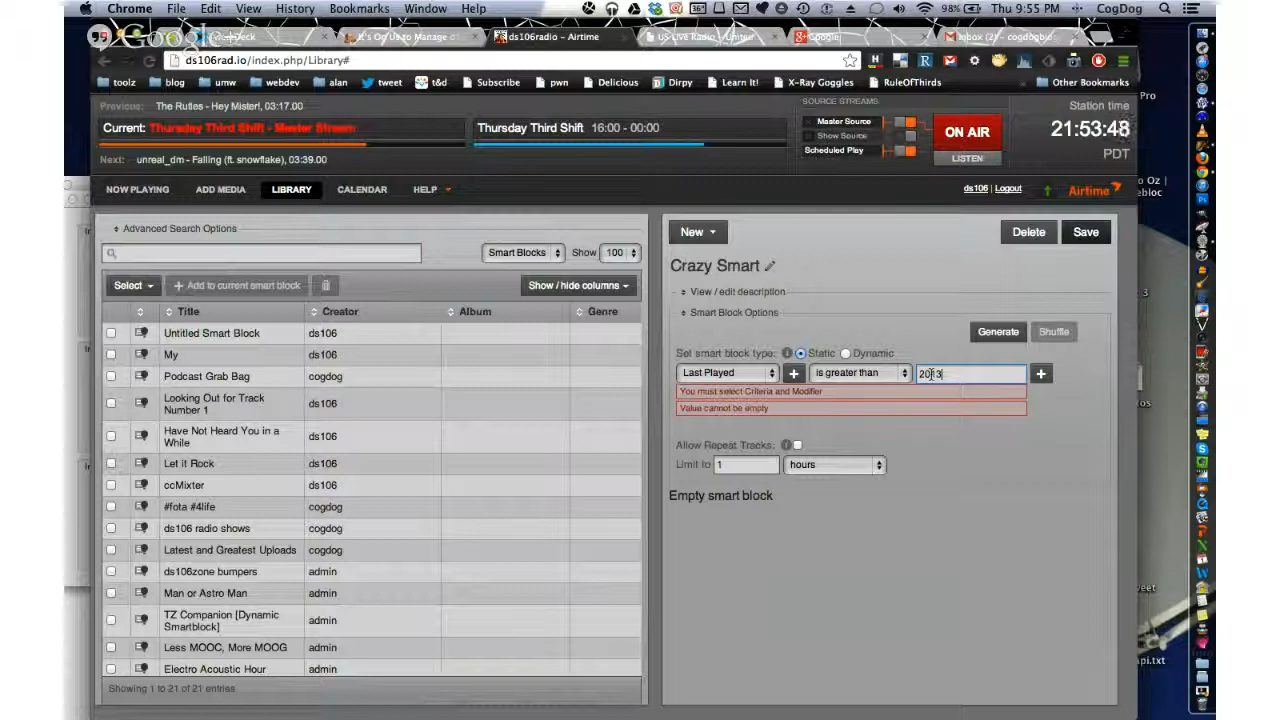 Chrome File Edit View History Bookmarks Window Help 98% Thu 9:55 PM CogDog
Google
ds106radio - Airtime
ds106rad.io/index.php/Library#
toolz blog umw webdev alan tweet t&d Subscribe pwn Delicious Dirpy Learn It! X-Ray Goggles RuleOfThirds Other Bookmarks
Previous: The Rutles - Hey Mister!, 03:17.00
Current: Thursday Third Shift - Master Stream
Next: unreal_dm - Falling (ft. snowflake), 03:39.00
Thursday Third Shift 16:00 - 00:00
SOURCE STREAMS
Master Source
Show Source
Scheduled Play
ON AIR
LISTEN
Station time
21:53:48
PDT
NOW PLAYING ADD MEDIA LIBRARY CALENDAR HELP
ds106 | Logout
Airtime
Advanced Search Options
Smart Blocks Show 100
Select + Add to current smart block Show / hide columns
Title Creator Album Genre
Untitled Smart Block ds106
My ds106
Podcast Grab Bag cogdog
Looking Out for Track Number 1 ds106
Have Not Heard You in a While ds106
Let it Rock ds106
ccMixter ds106
#fota #4life cogdog
ds106 radio shows cogdog
Latest and Greatest Uploads cogdog
ds106zone bumpers admin
Man or Astro Man admin
TZ Companion [Dynamic Smartblock] admin
Less MOOC, More MOOG admin
Electro Acoustic Hour admin
Showing 1 to 21 of 21 entries
New Delete Save
Crazy Smart
View / edit description
Smart Block Options
Generate Shuffle
Set smart block type: Static Dynamic
Last Played + is greater than 2013 +
You must select Criteria and Modifier
Value cannot be empty
Allow Repeat Tracks:
Limit to 1 hours
Empty smart block
Pro
api.txt